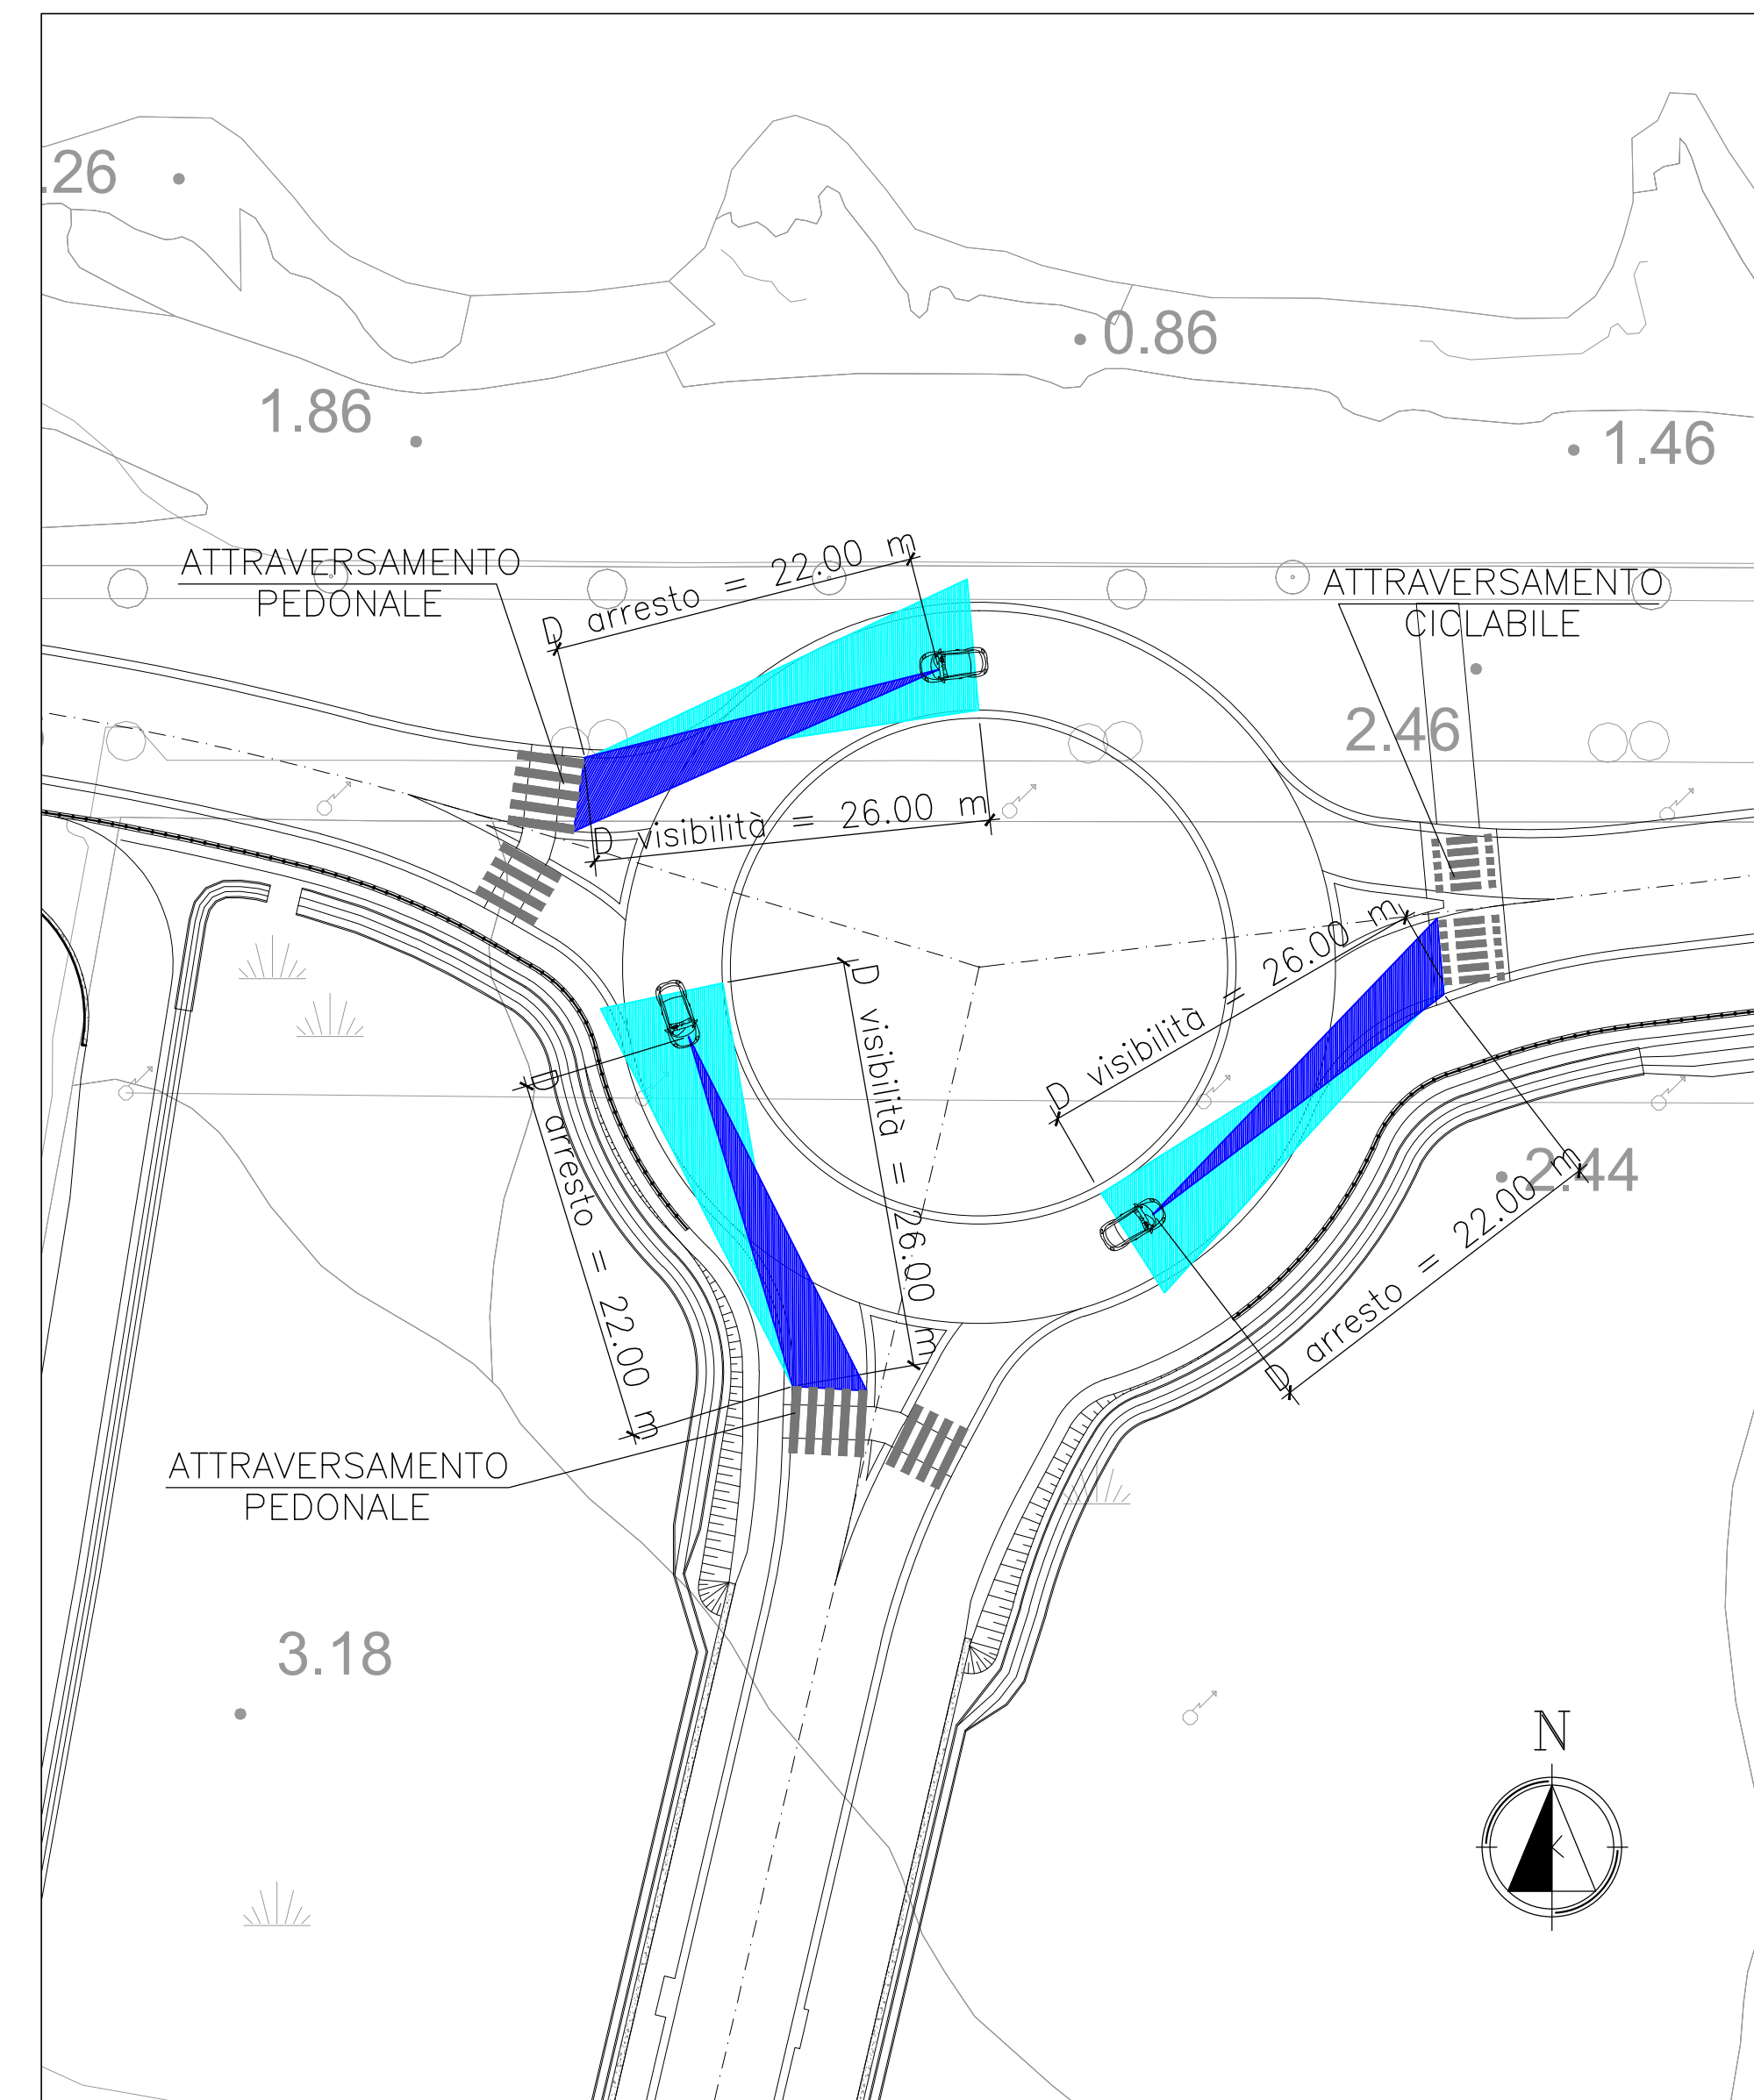 .26
0.86
1.86
1.46
ATTRAVERSAMENTO
PEDONALE
D arresto = 22.00 m
ATTRAVERSAMENTO
CICLABILE
2.46
D visibilità = 26.00 m
D visibilità = 26.00 m
D visibilità = 26.00 m
D arresto = 22.00 m
2.44
D arresto = 22.00 m
ATTRAVERSAMENTO
PEDONALE
3.18
N